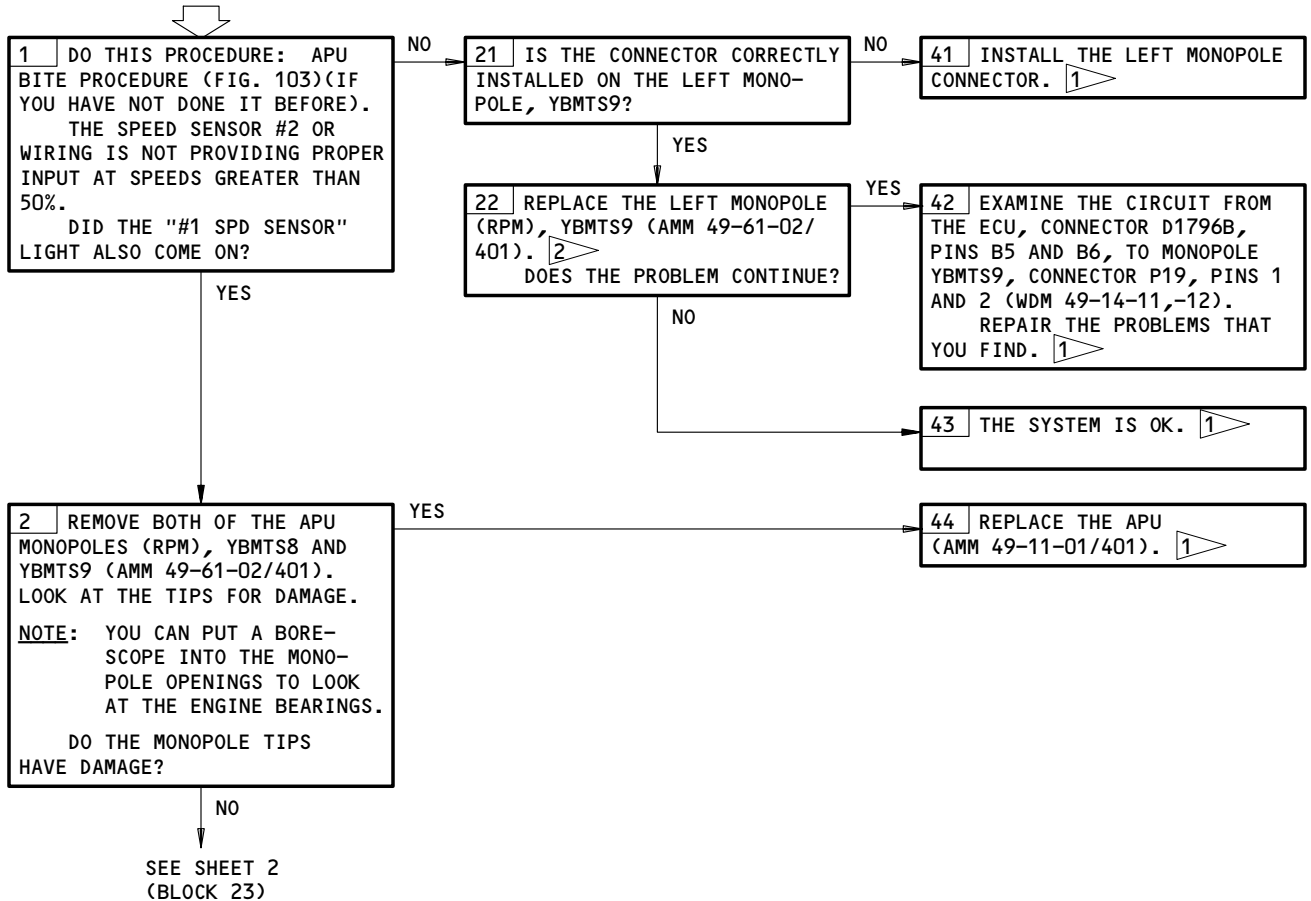 1 DO THIS PROCEDURE: APU
BITE PROCEDURE (FIG. 103)(IF
YOU HAVE NOT DONE IT BEFORE).
THE SPEED SENSOR #2 OR
WIRING IS NOT PROVIDING PROPER
INPUT AT SPEEDS GREATER THAN
50%.
DID THE "#1 SPD SENSOR"
LIGHT ALSO COME ON?
NO
21 IS THE CONNECTOR CORRECTLY
INSTALLED ON THE LEFT MONO-
POLE, YBMTS9?
NO
41 INSTALL THE LEFT MONOPOLE
CONNECTOR. 1
YES
22 REPLACE THE LEFT MONOPOLE
(RPM), YBMTS9 (AMM 49-61-02/
401). 2
DOES THE PROBLEM CONTINUE?
YES
42 EXAMINE THE CIRCUIT FROM
THE ECU, CONNECTOR D1796B,
PINS B5 AND B6, TO MONOPOLE
YBMTS9, CONNECTOR P19, PINS 1
AND 2 (WDM 49-14-11,-12).
REPAIR THE PROBLEMS THAT
YOU FIND. 1
NO
43 THE SYSTEM IS OK. 1
YES
2 REMOVE BOTH OF THE APU
MONOPOLES (RPM), YBMTS8 AND
YBMTS9 (AMM 49-61-02/401).
LOOK AT THE TIPS FOR DAMAGE.
NOTE: YOU CAN PUT A BORE-
SCOPE INTO THE MONO-
POLE OPENINGS TO LOOK
AT THE ENGINE BEARINGS.
DO THE MONOPOLE TIPS
HAVE DAMAGE?
YES
44 REPLACE THE APU
(AMM 49-11-01/401). 1
NO
SEE SHEET 2
(BLOCK 23)